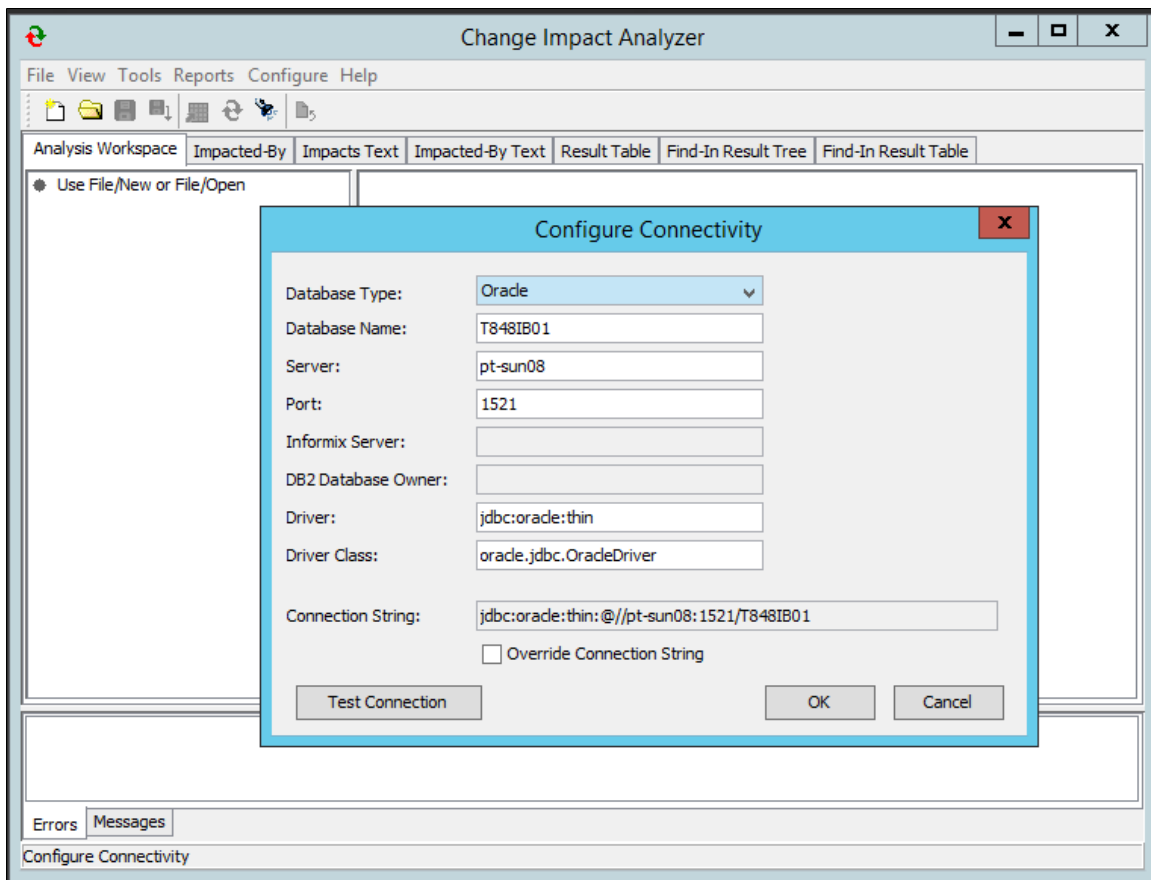 Change Impact Analyzer
File View Tools Reports Configure Help
Analysis Workspace Impacted-By Impacts Text Impacted-By Text Result Table Find-In Result Tree Find-In Result Table
Use File/New or File/Open
Configure Connectivity
Database Type: Oracle
Database Name: T848IB01
Server: pt-sun08
Port: 1521
Informix Server:
DB2 Database Owner:
Driver: jdbc:oracle:thin
Driver Class: oracle.jdbc.OracleDriver
Connection String: jdbc:oracle:thin:@//pt-sun08:1521/T848IB01
Override Connection String
Test Connection OK Cancel
Errors Messages
Configure Connectivity